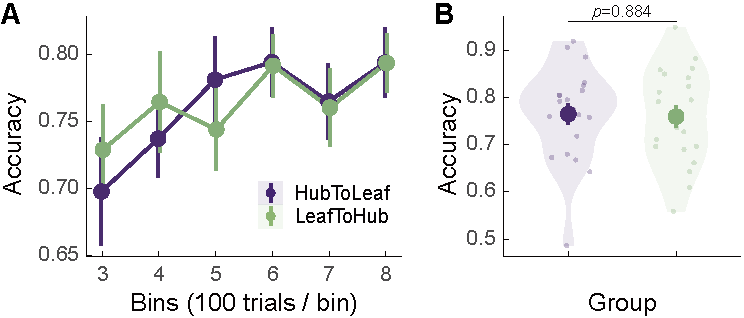 A
Accuracy
0.80
0.75
0.70
0.65
HubToLeaf
LeafToHub
3 4 5 6 7 8
Bins (100 trials / bin)
B
p=0.884
Accuracy
0.9
0.8
0.7
0.6
0.5
Group